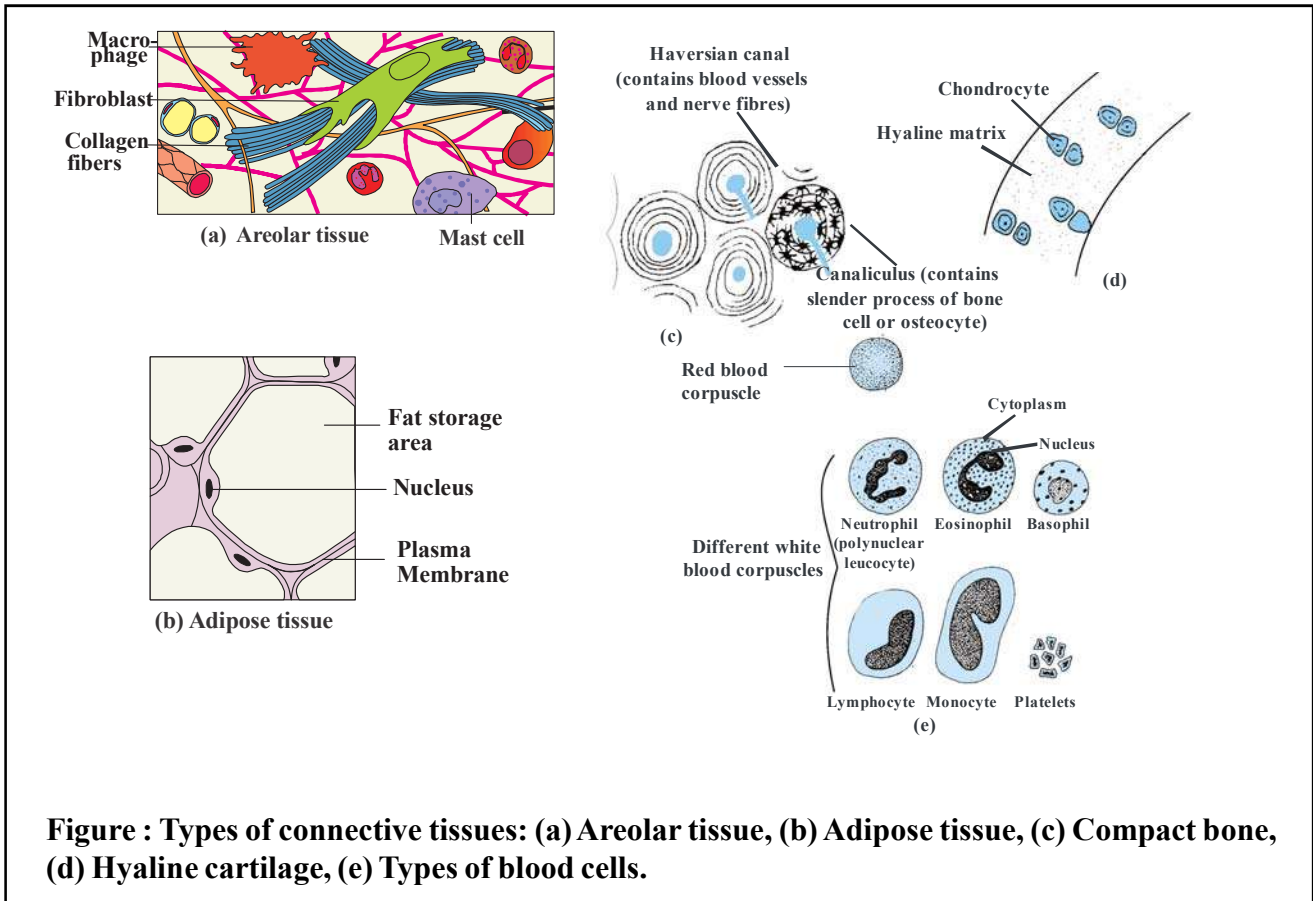 Macro-
phage
Fibroblast
Collagen
fibers
(a) Areolar tissue
Mast cell
Fat storage
area
Nucleus
Plasma
Membrane
(b) Adipose tissue
Haversian canal
(contains blood vessels
and nerve fibres)
Canaliculus (contains
slender process of bone
cell or osteocyte)
(c)
Chondrocyte
Hyaline matrix
(d)
Red blood
corpuscle
Cytoplasm
Nucleus
Neutrophil
(polynuclear
leucocyte)
Eosinophil
Basophil
Different white
blood corpuscles
Lymphocyte
Monocyte
Platelets
(e)
Figure : Types of connective tissues: (a) Areolar tissue, (b) Adipose tissue, (c) Compact bone,
(d) Hyaline cartilage, (e) Types of blood cells.